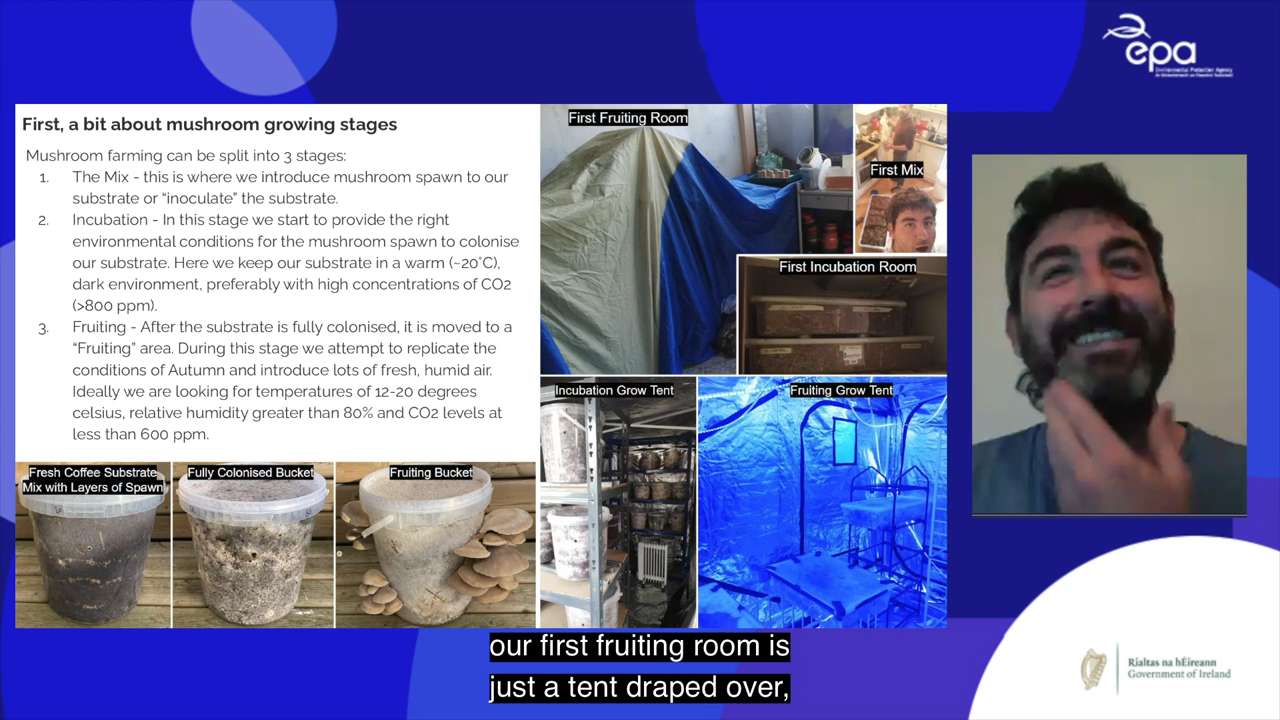 epa
Environmental Protection Agency
First, a bit about mushroom growing stages
Mushroom farming can be split into 3 stages:
1. The Mix - this is where we introduce mushroom spawn to our
substrate or “inoculate” the substrate.
2. Incubation - In this stage we start to provide the right
environmental conditions for the mushroom spawn to colonise
our substrate. Here we keep our substrate in a warm (~20°C),
dark environment, preferably with high concentrations of CO2
(>800 ppm).
3. Fruiting - After the substrate is fully colonised, it is moved to a
“Fruiting” area. During this stage we attempt to replicate the
conditions of Autumn and introduce lots of fresh, humid air.
Ideally we are looking for temperatures of 12-20 degrees
celsius, relative humidity greater than 80% and CO2 levels at
less than 600 ppm.
First Fruiting Room
First Mix
First Incubation Room
Incubation Grow Tent
Fruiting Grow Tent
Fresh Coffee Substrate
Mix with Layers of Spawn
Fully Colonised Bucket
Fruiting Bucket
our first fruiting room is
just a tent draped over,
Rialtas na hÉireann
Government of Ireland